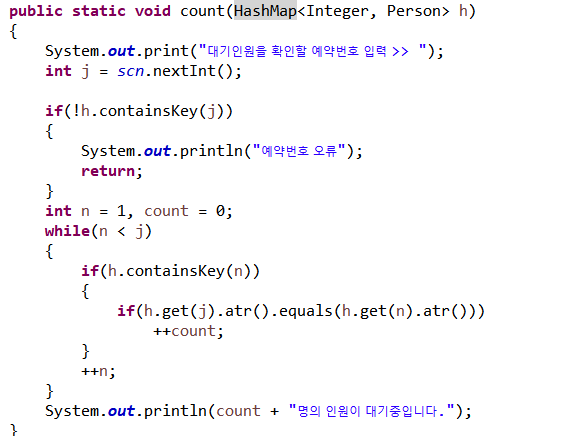 public static void count(HashMap<Integer, Person> h)
{
    System.out.print("대기인원을 확인할 예약번호 입력 >> ");
    int j = scn.nextInt();

    if(!h.containsKey(j))
    {
        System.out.println("예약번호 오류");
        return;
    }
    int n = 1, count = 0;
    while(n < j)
    {
        if(h.containsKey(n))
        {
            if(h.get(j).atr().equals(h.get(n).atr()))
                ++count;
        }
        ++n;
    }
    System.out.println(count + "명의 인원이 대기중입니다.");
}